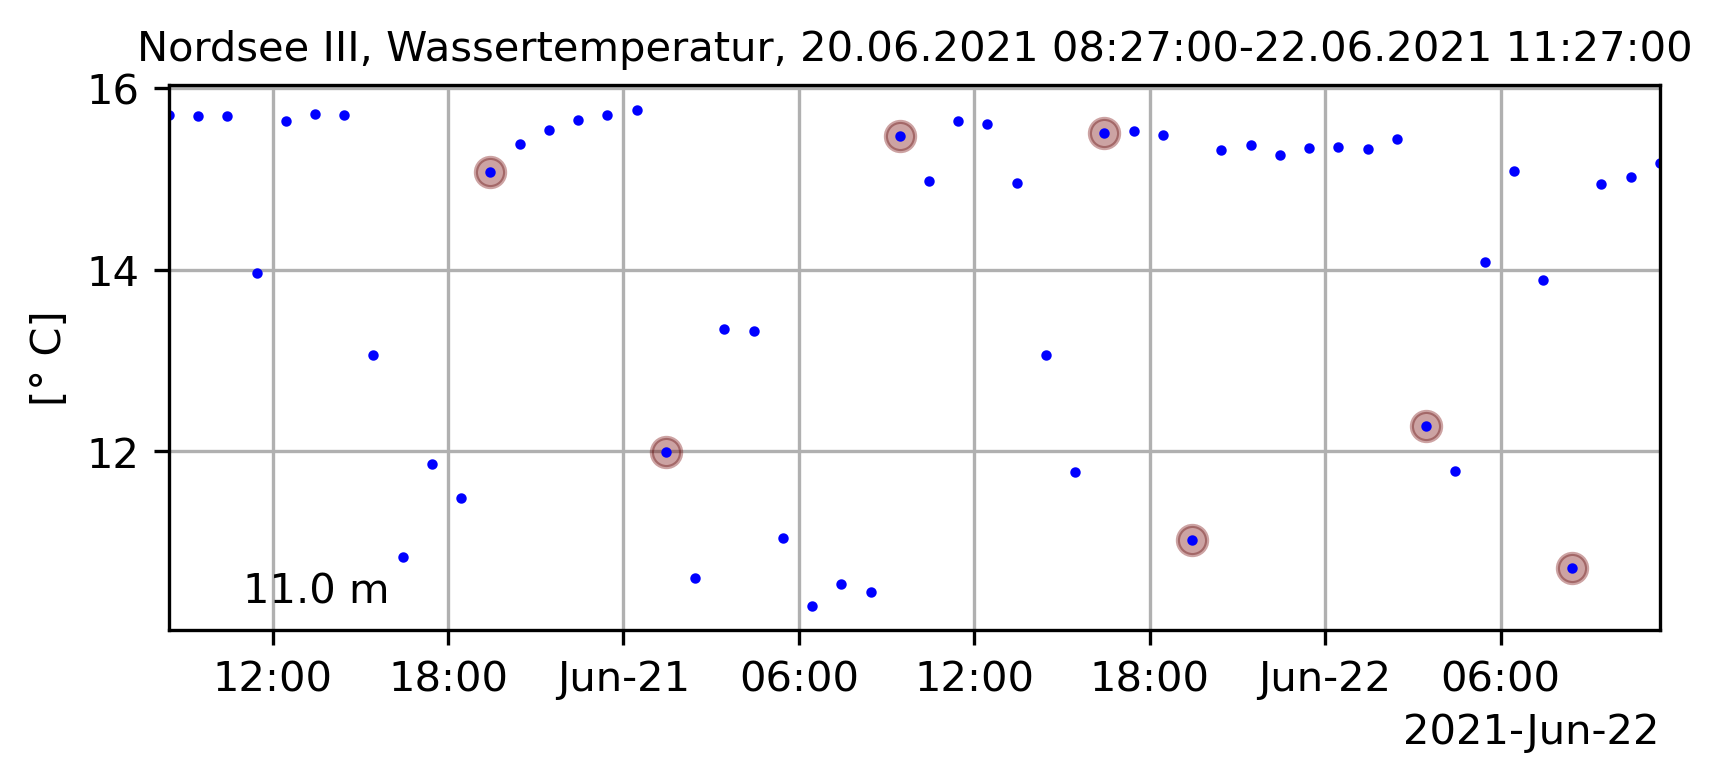 Nordsee III, Wassertemperatur, 20.06.2021 08:27:00-22.06.2021 11:27:00
16
14
12
[° C]
11.0 m
12:00 18:00 Jun-21 06:00 12:00 18:00 Jun-22 06:00
2021-Jun-22